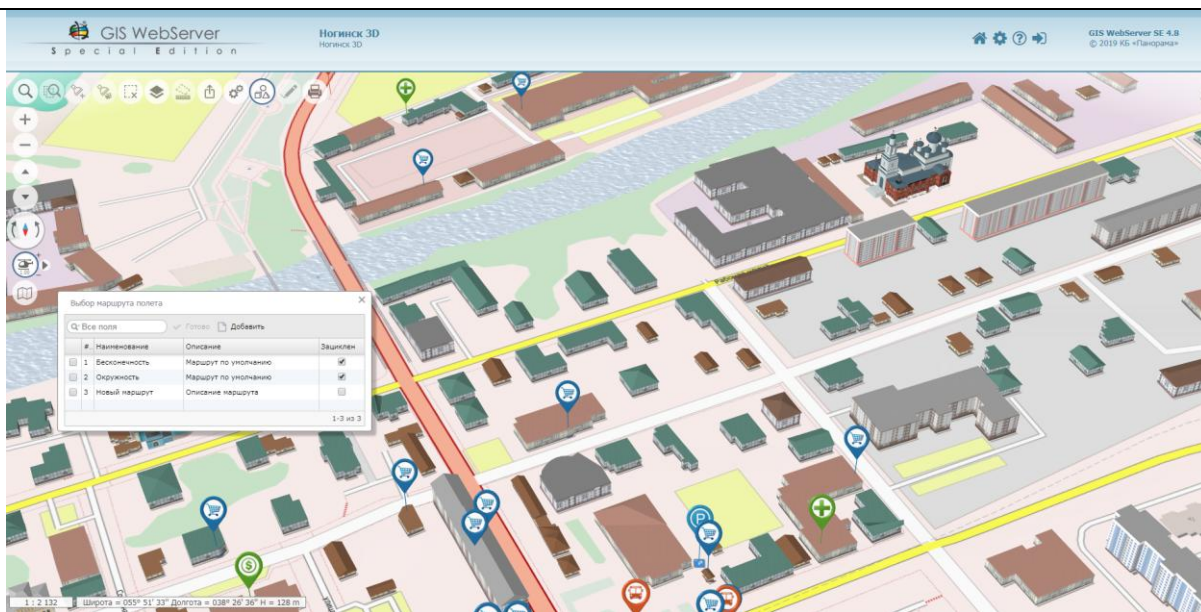 GIS WebServer
Special Edition
Ногинск 3D
Ногинск 3D
GIS WebServer SE 4.8
© 2019 КБ «Панорама»
Выбор маршрута полета
Все поля
Готово
Добавить
# Наименование Описание Зациклен
1 Бесконечность Маршрут по умолчанию
2 Окружность Маршрут по умолчанию
3 Новый маршрут Описание маршрута
1-3 из 3
P
1 : 2 132 Широта = 055° 51' 33" Долгота = 038° 26' 36" H = 128 m